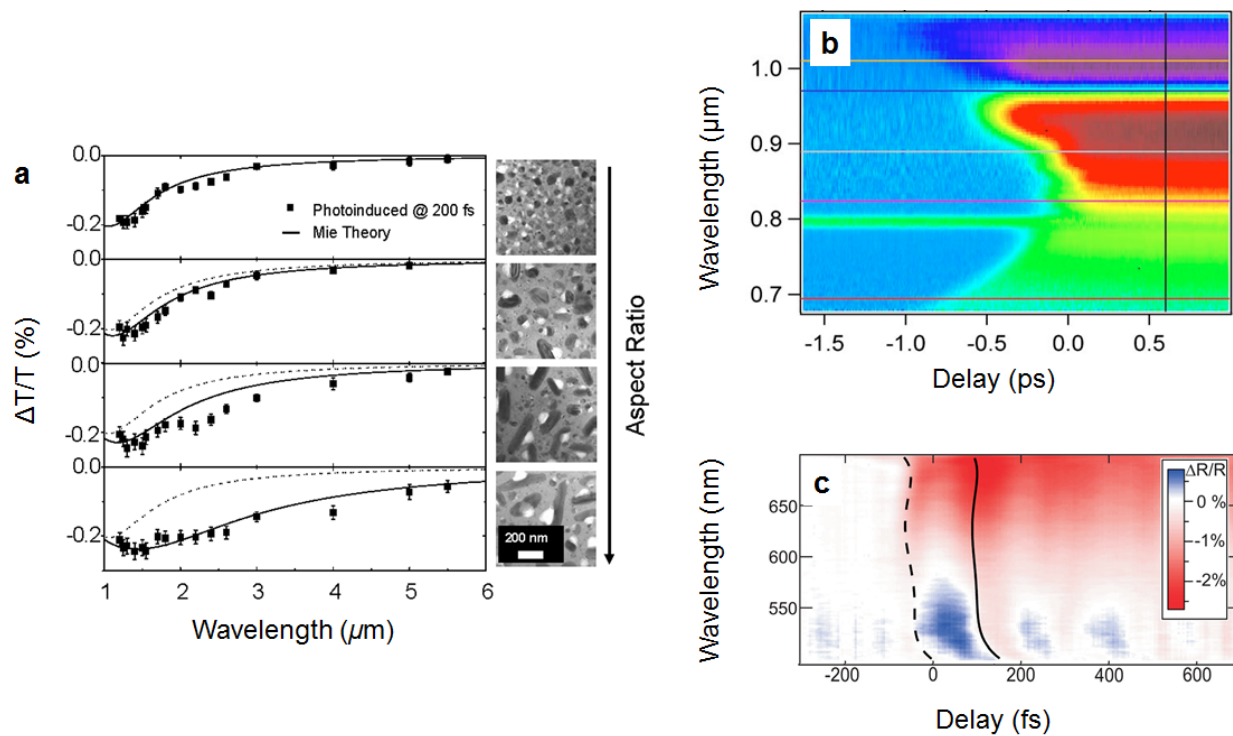 a
0.0
-0.2
0.0
-0.2
0.0
-0.2
0.0
-0.2
Photoinduced @ 200 fs
Mie Theory
ΔT/T (%)
1 2 3 4 5 6
Wavelength (μm)
200 nm
Aspect Ratio
b
1.0
0.9
0.8
0.7
Wavelength (μm)
-1.5 -1.0 -0.5 0.0 0.5
Delay (ps)
c
650
600
550
Wavelength (nm)
ΔR/R
0 %
-1%
-2%
-200 0 200 400 600
Delay (fs)